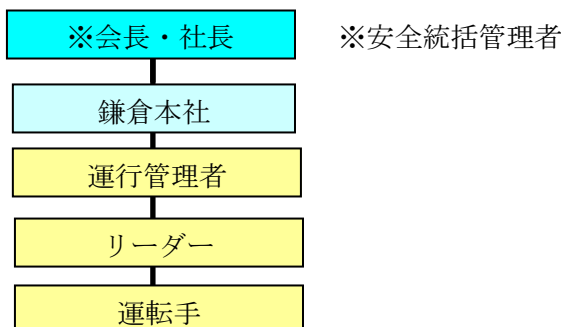 ※会長・社長　※安全統括管理者
鎌倉本社
運行管理者
リーダー
運転手